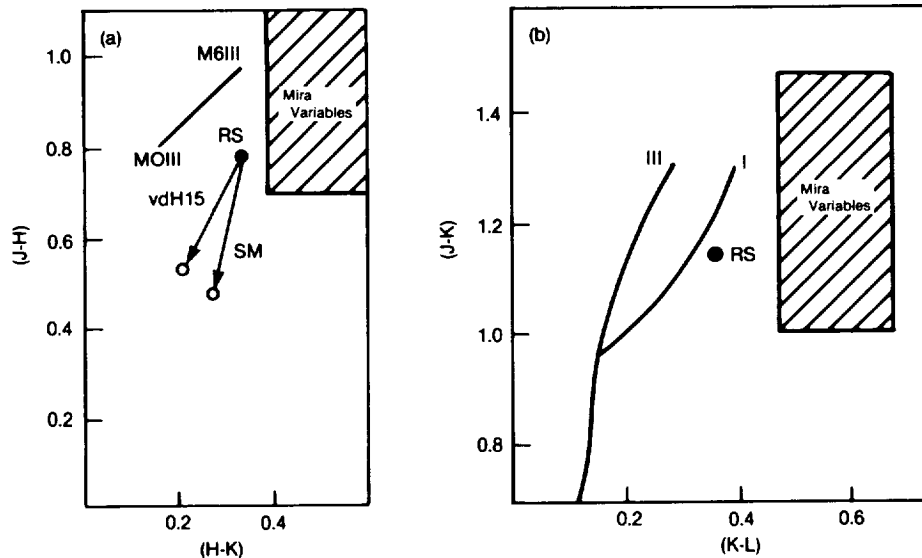 (a)
M6III
Mira
Variables
RS
MOIII
vdH15
SM
(J-H)
1.0
0.8
0.6
0.4
0.2
0.2
0.4
(H-K)
(b)
III
I
Mira
Variables
RS
(J-K)
1.4
1.2
1.0
0.8
0.2
0.4
0.6
(K-L)